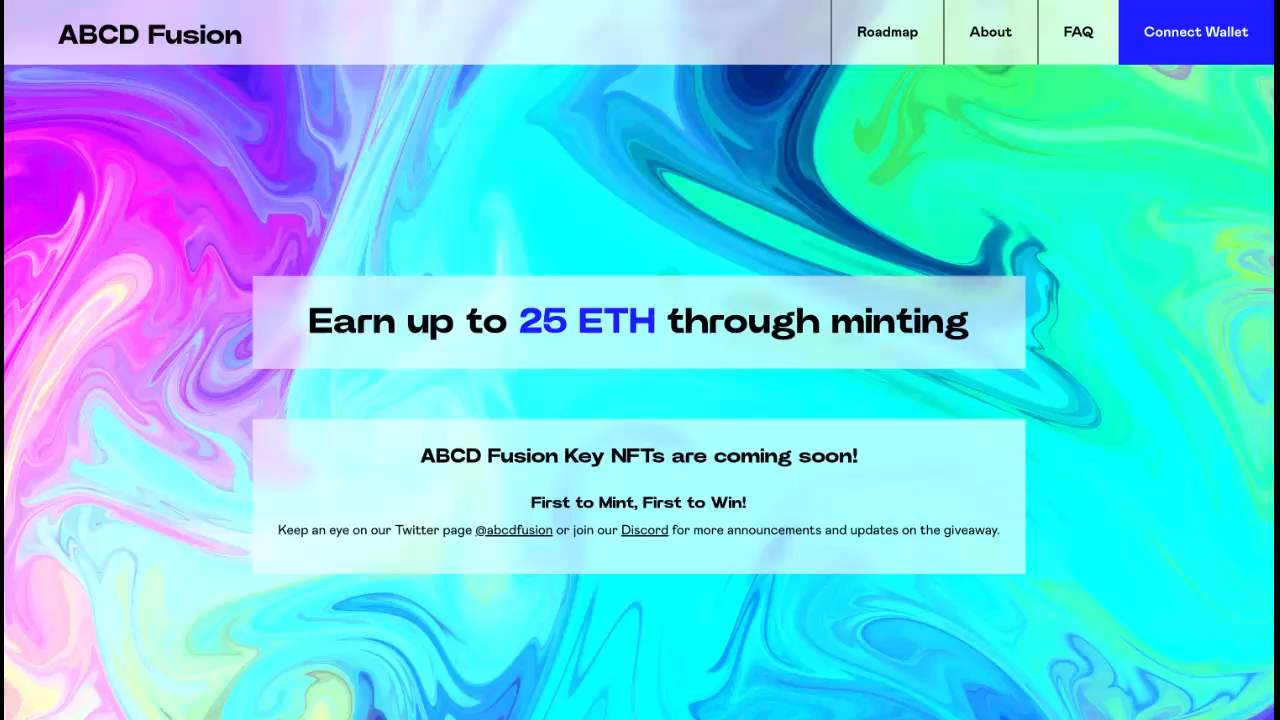 ABCD Fusion
Roadmap
About
FAQ
Connect Wallet
Earn up to 25 ETH through minting
ABCD Fusion Key NFTs are coming soon!
First to Mint, First to Win!
Keep an eye on our Twitter page @abcdfusion or join our Discord for more announcements and updates on the giveaway.